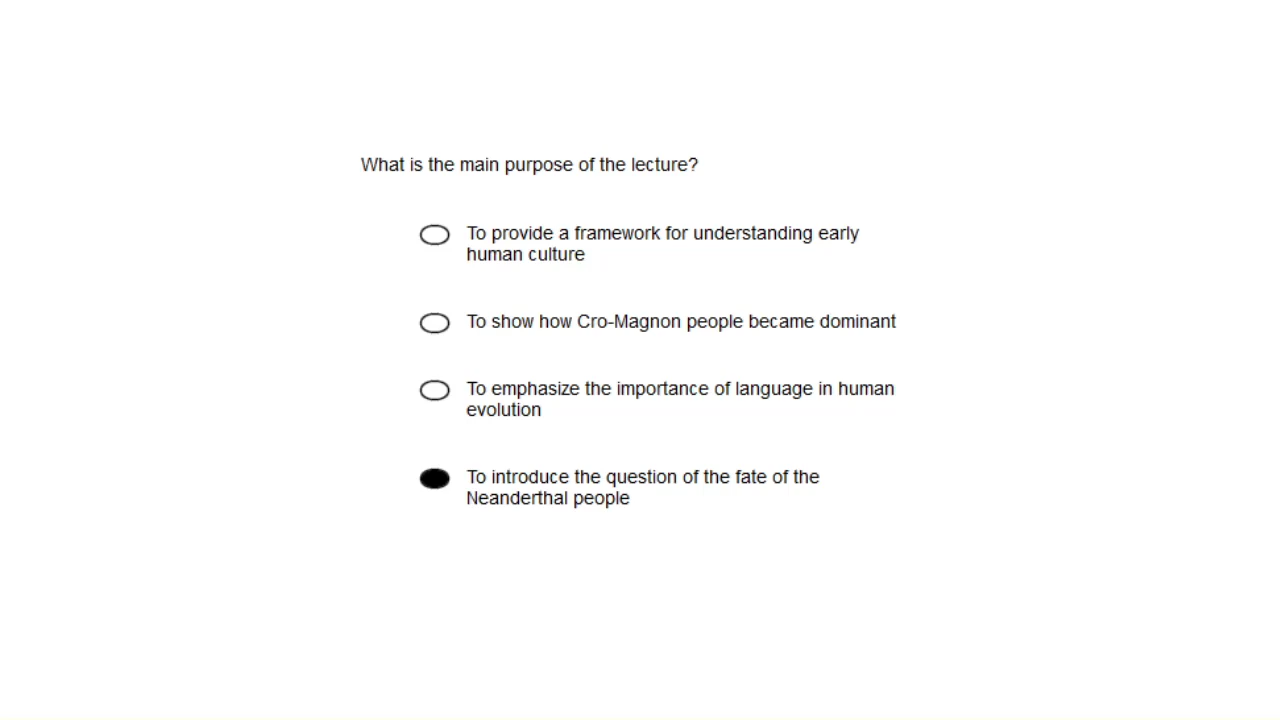 What is the main purpose of the lecture?
To provide a framework for understanding early
human culture
To show how Cro-Magnon people became dominant
To emphasize the importance of language in human
evolution
To introduce the question of the fate of the
Neanderthal people